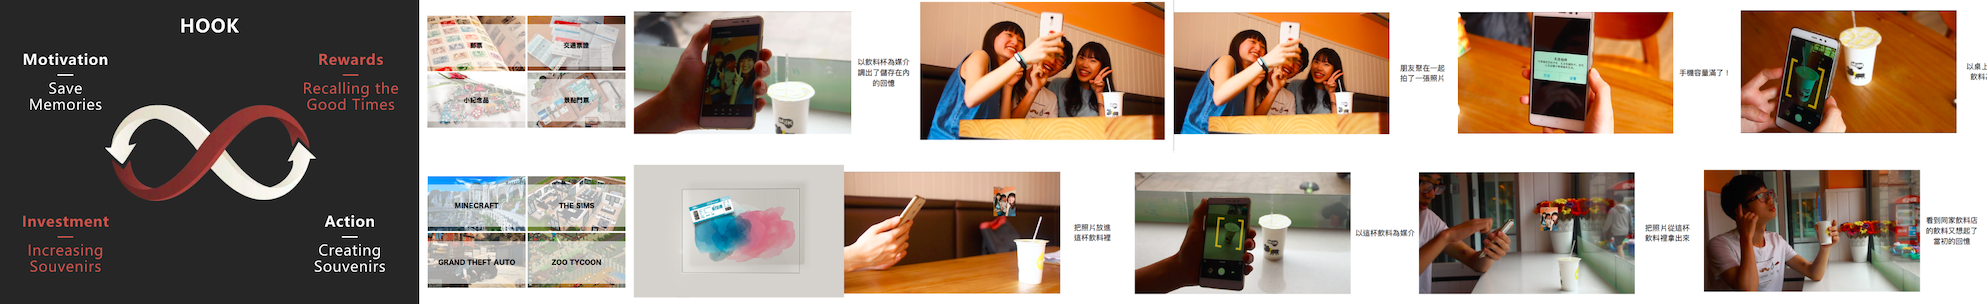 HOOK
Motivation
Save
Memories
Rewards
Recalling the
Good Times
Investment
Increasing
Souvenirs
Action
Creating
Souvenirs
郵票
交通票證
小紀念品
景點門票
以飲料杯為媒介
調出了儲存在內
的回憶
朋友聚在一起
拍了一張照片
手機容量滿了！
以桌上
飲料
MINECRAFT
THE SIMS
GRAND THEFT AUTO
ZOO TYCOON
把照片放進
這杯飲料裡
以這杯飲料為媒介
把照片從這杯
飲料裡拿出來
看到同家飲料店
的飲料又想起了
當初的回憶